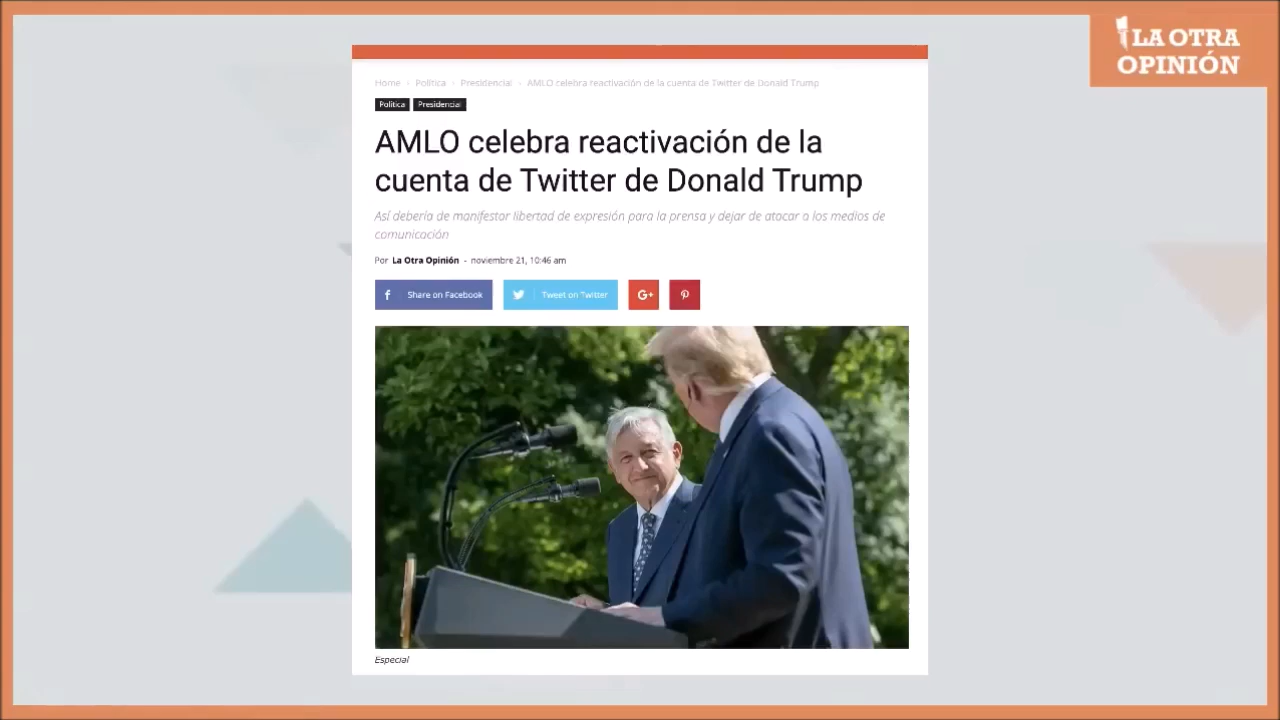 LA OTRA
OPINIÓN
Home › Política › Presidencial › AMLO celebra reactivación de la cuenta de Twitter de Donald Trump
Política Presidencial
AMLO celebra reactivación de la
cuenta de Twitter de Donald Trump
Así debería de manifestar libertad de expresión para la prensa y dejar de atacar a los medios de
comunicación
Por La Otra Opinión - noviembre 21, 10:46 am
f Share on Facebook Tweet on Twitter G+
Especial